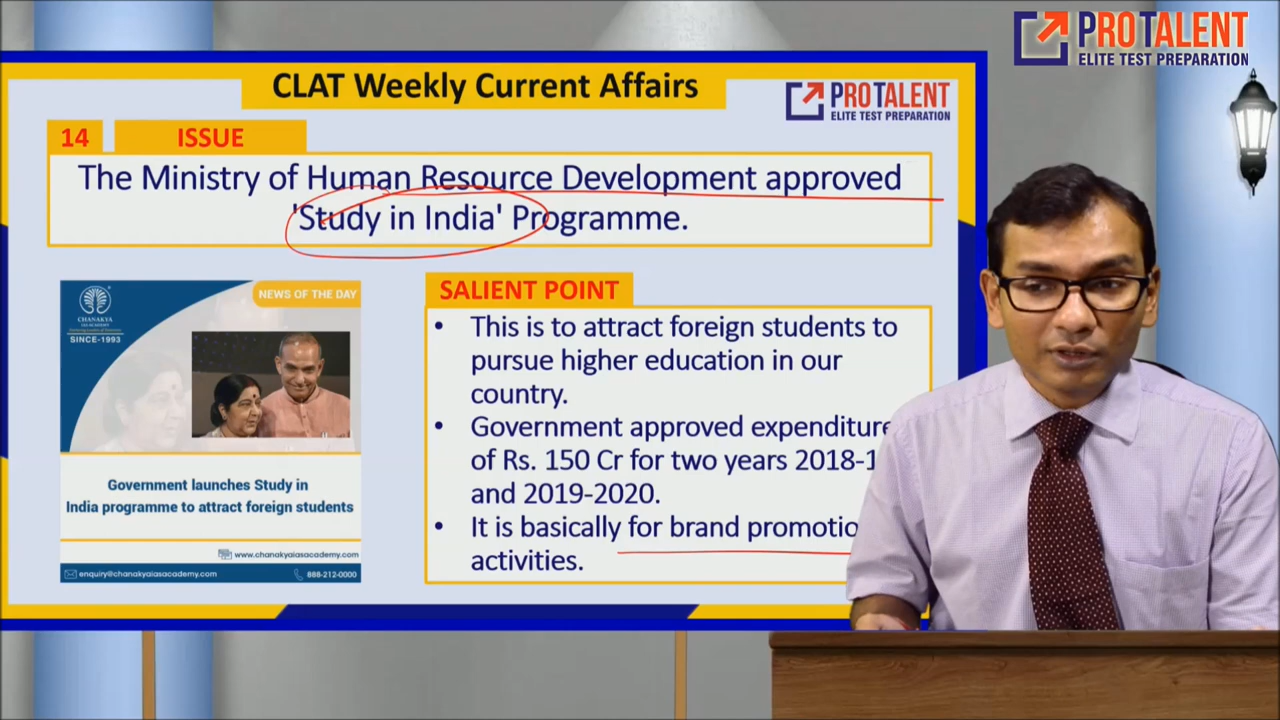 PROTALENT
ELITE TEST PREPARATION
CLAT Weekly Current Affairs
PROTALENT
ELITE TEST PREPARATION
14 ISSUE
The Ministry of Human Resource Development approved
'Study in India' Programme.
CHANAKYA
IAS ACADEMY
SINCE-1993
NEWS OF THE DAY
Government launches Study in
India programme to attract foreign students
www.chanakyaiasacademy.com
enquiry@chanakyaiasacademy.com 888-212-0000
SALIENT POINT
• This is to attract foreign students to
pursue higher education in our
country.
• Government approved expenditure
of Rs. 150 Cr for two years 2018-1
and 2019-2020.
• It is basically for brand promotio
activities.